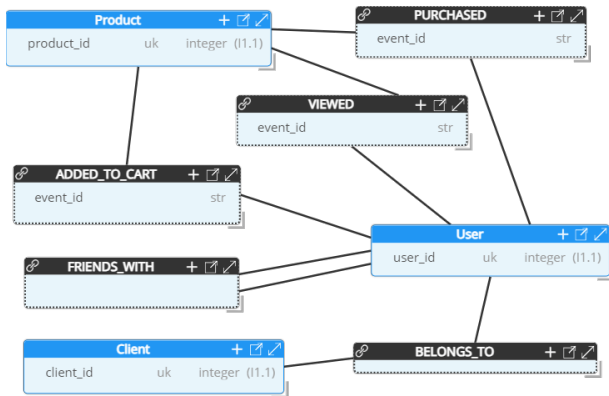 Product
product_id uk integer (I1.1)
PURCHASED
event_id str
VIEWED
event_id str
ADDED_TO_CART
event_id str
User
user_id uk integer (I1.1)
FRIENDS_WITH
Client
client_id uk integer (I1.1)
BELONGS_TO